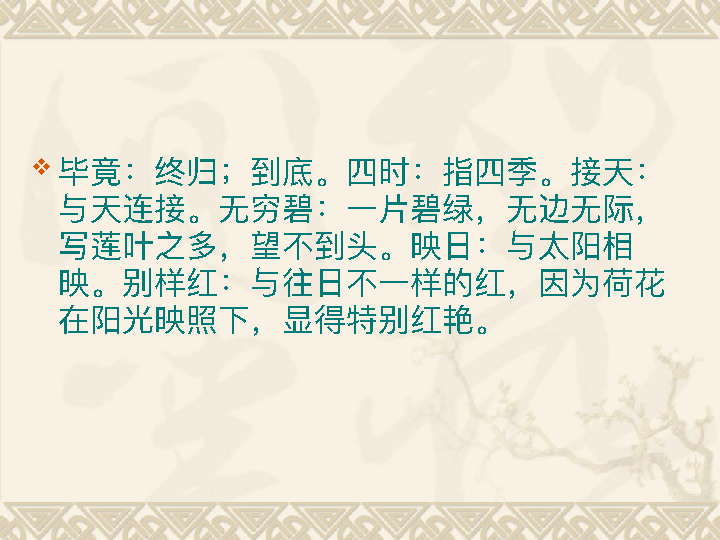 毕竟：终归；到底。四时：指四季。接天：
与天连接。无穷碧：一片碧绿，无边无际，
写莲叶之多，望不到头。映日：与太阳相
映。别样红：与往日不一样的红，因为荷花
在阳光映照下，显得特别红艳。